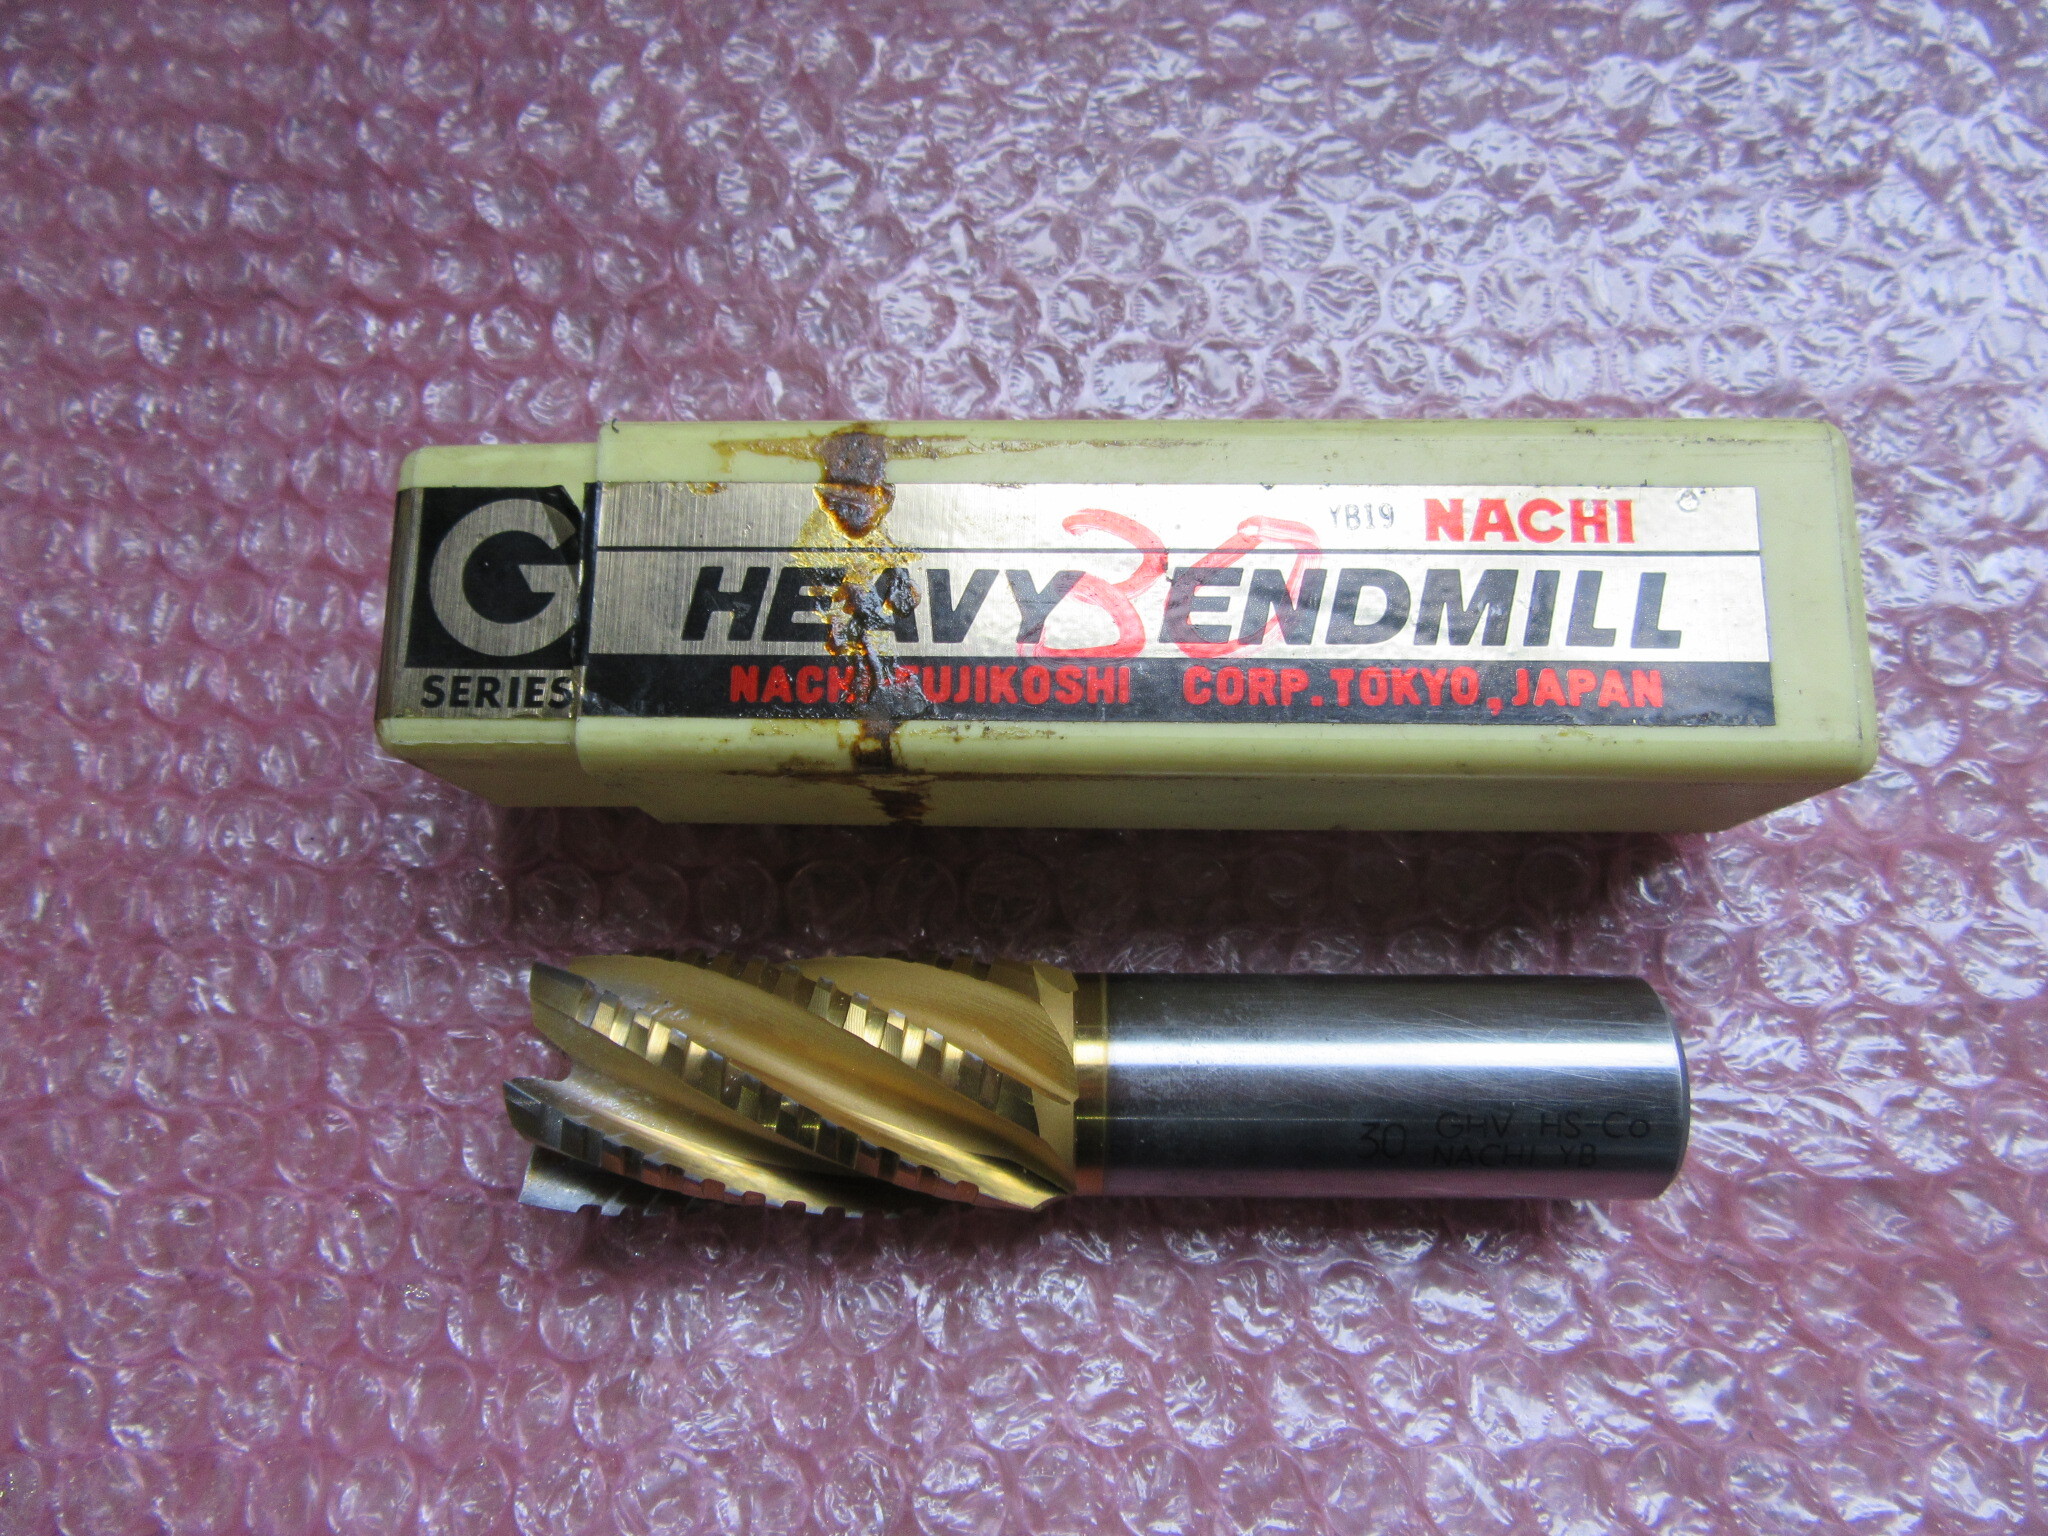 G
SERIES
YB19 NACHI
30
HEAVY ENDMILL
NACHI-FUJIKOSHI CORP. TOKYO, JAPAN
30 GHV HS-Co
NACHI YB